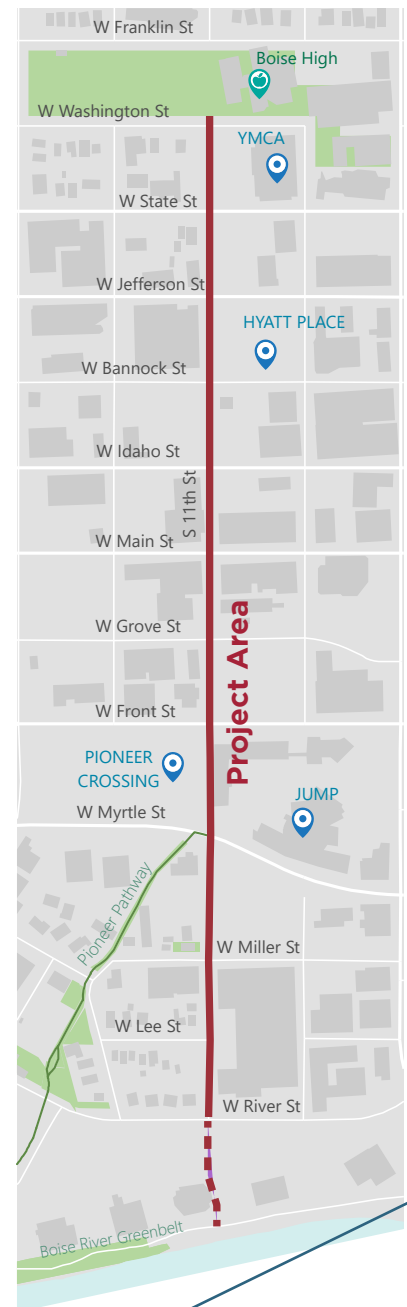 W Franklin St
Boise High
W Washington St
YMCA
W State St
W Jefferson St
HYATT PLACE
W Bannock St
W Idaho St
S 11th St
W Main St
W Grove St
Project Area
W Front St
PIONEER
CROSSING
JUMP
W Myrtle St
Pioneer Pathway
W Miller St
W Lee St
W River St
Boise River Greenbelt